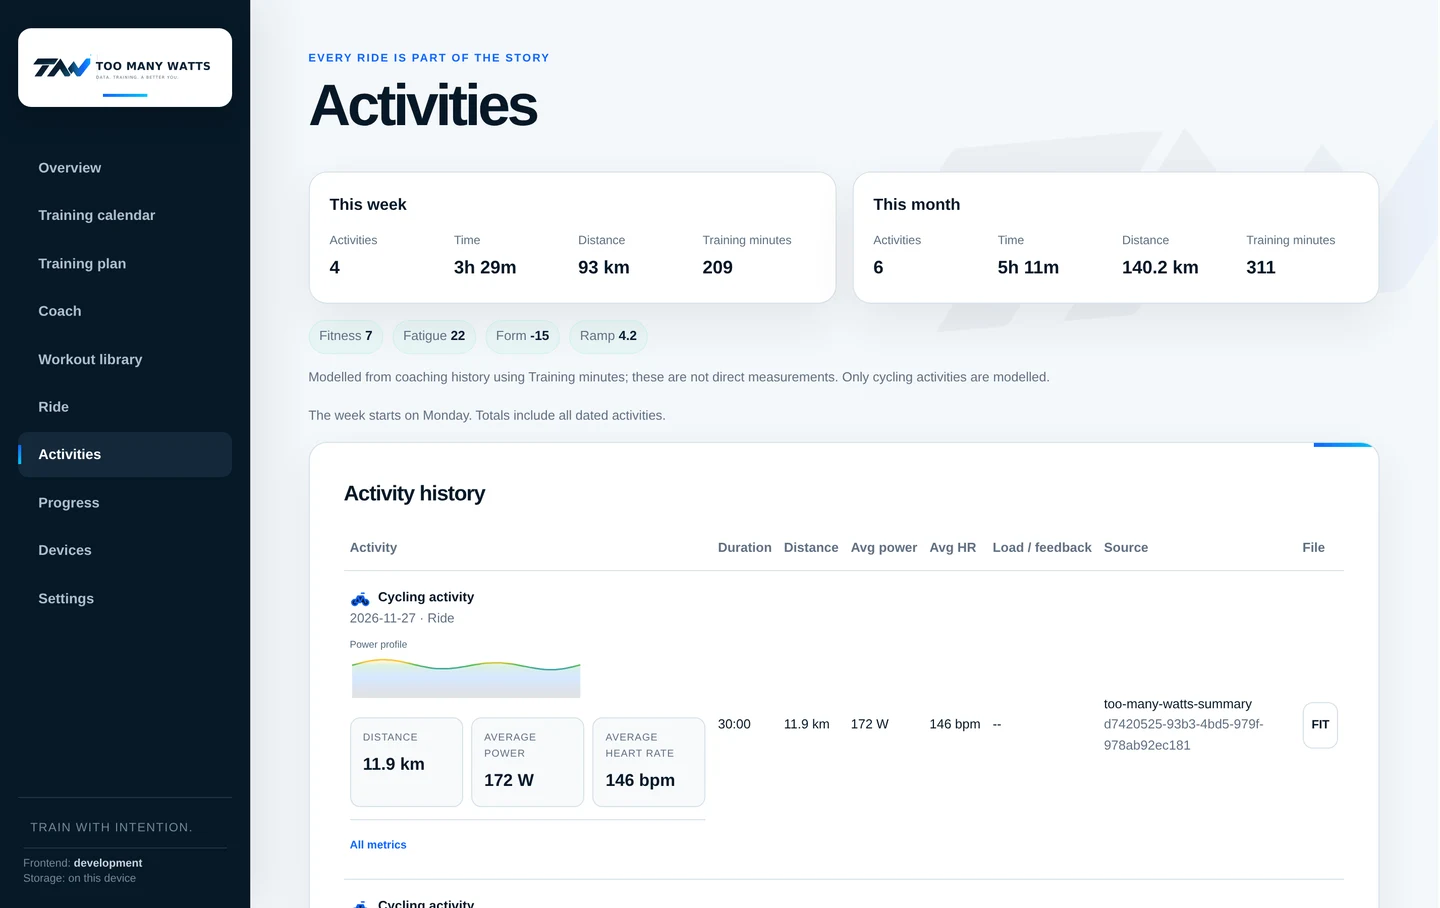 TOO MANY WATTS
DATA. TRAINING. A BETTER YOU.
Overview
Training calendar
Training plan
Coach
Workout library
Ride
Activities
Progress
Devices
Settings
TRAIN WITH INTENTION.
Frontend: development
Storage: on this device
EVERY RIDE IS PART OF THE STORY
Activities
This week
Activities Time Distance Training minutes
4 3h 29m 93 km 209
This month
Activities Time Distance Training minutes
6 5h 11m 140.2 km 311
Fitness 7 Fatigue 22 Form -15 Ramp 4.2
Modelled from coaching history using Training minutes; these are not direct measurements. Only cycling activities are modelled.
The week starts on Monday. Totals include all dated activities.
Activity history
Activity Duration Distance Avg power Avg HR Load / feedback Source File
Cycling activity
2026-11-27 · Ride
Power profile
DISTANCE
11.9 km
AVERAGE
POWER
172 W
AVERAGE
HEART RATE
146 bpm
All metrics
30:00 11.9 km 172 W 146 bpm --
too-many-watts-summary
d7420525-93b3-4bd5-979f-
978ab92ec181
FIT
Cycling activity